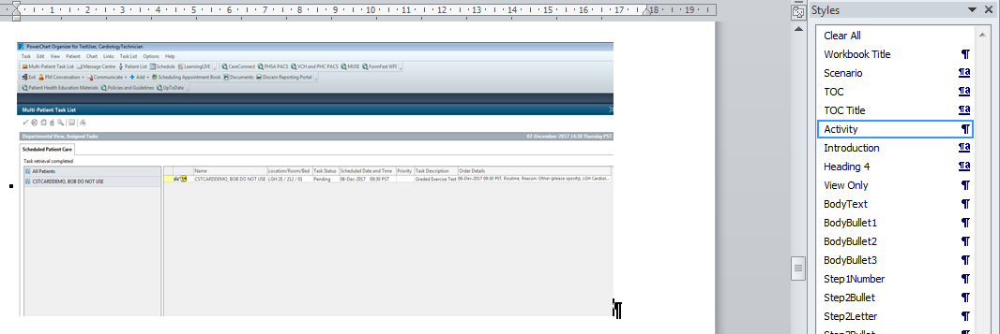 1 2 3 4 5 6 7 8 9 10 11 12 13 14 15 16 17 18 19
PowerChart Organizer for TestUser, CardiologyTechnician
Task Edit View Patient Chart Links Task List Options Help
Multi-Patient Task List Message Centre Patient List Schedule LearningLIVE CareConnect PHSA PACS VCH and PHC PACS MUSE FormFast WFI
Exit PM Conversation Communicate Add Scheduling Appointment Book Documents Discern Reporting Portal
Patient Health Education Materials Policies and Guidelines UpToDate
Multi-Patient Task List
Departmental View, Assigned Tasks 07-December-2017 14:38 Thursday PST
Scheduled Patient Care
Task retrieval completed
All Patients
CSTCARDDEMO, BOB DO NOT USE
Name Location/Room/Bed Task Status Scheduled Date and Time Priority Task Description Order Details
CSTCARDDEMO, BOB DO NOT USE LGH 2E / 212 / 01 Pending 08-Dec-2017 09:30 PST Graded Exercise Test 08-Dec-2017 09:30 PST, Routine, Reason: Other (please specify), LGH Cardiol...
¶
Styles
Clear All
Workbook Title ¶
Scenario ¶a
TOC ¶a
TOC Title ¶a
Activity ¶
Introduction ¶a
Heading 4 ¶a
View Only ¶
BodyText ¶
BodyBullet1 ¶
BodyBullet2 ¶
BodyBullet3 ¶
Step1Number ¶
Step2Bullet ¶
Step2Letter ¶
Step3Bullet ¶